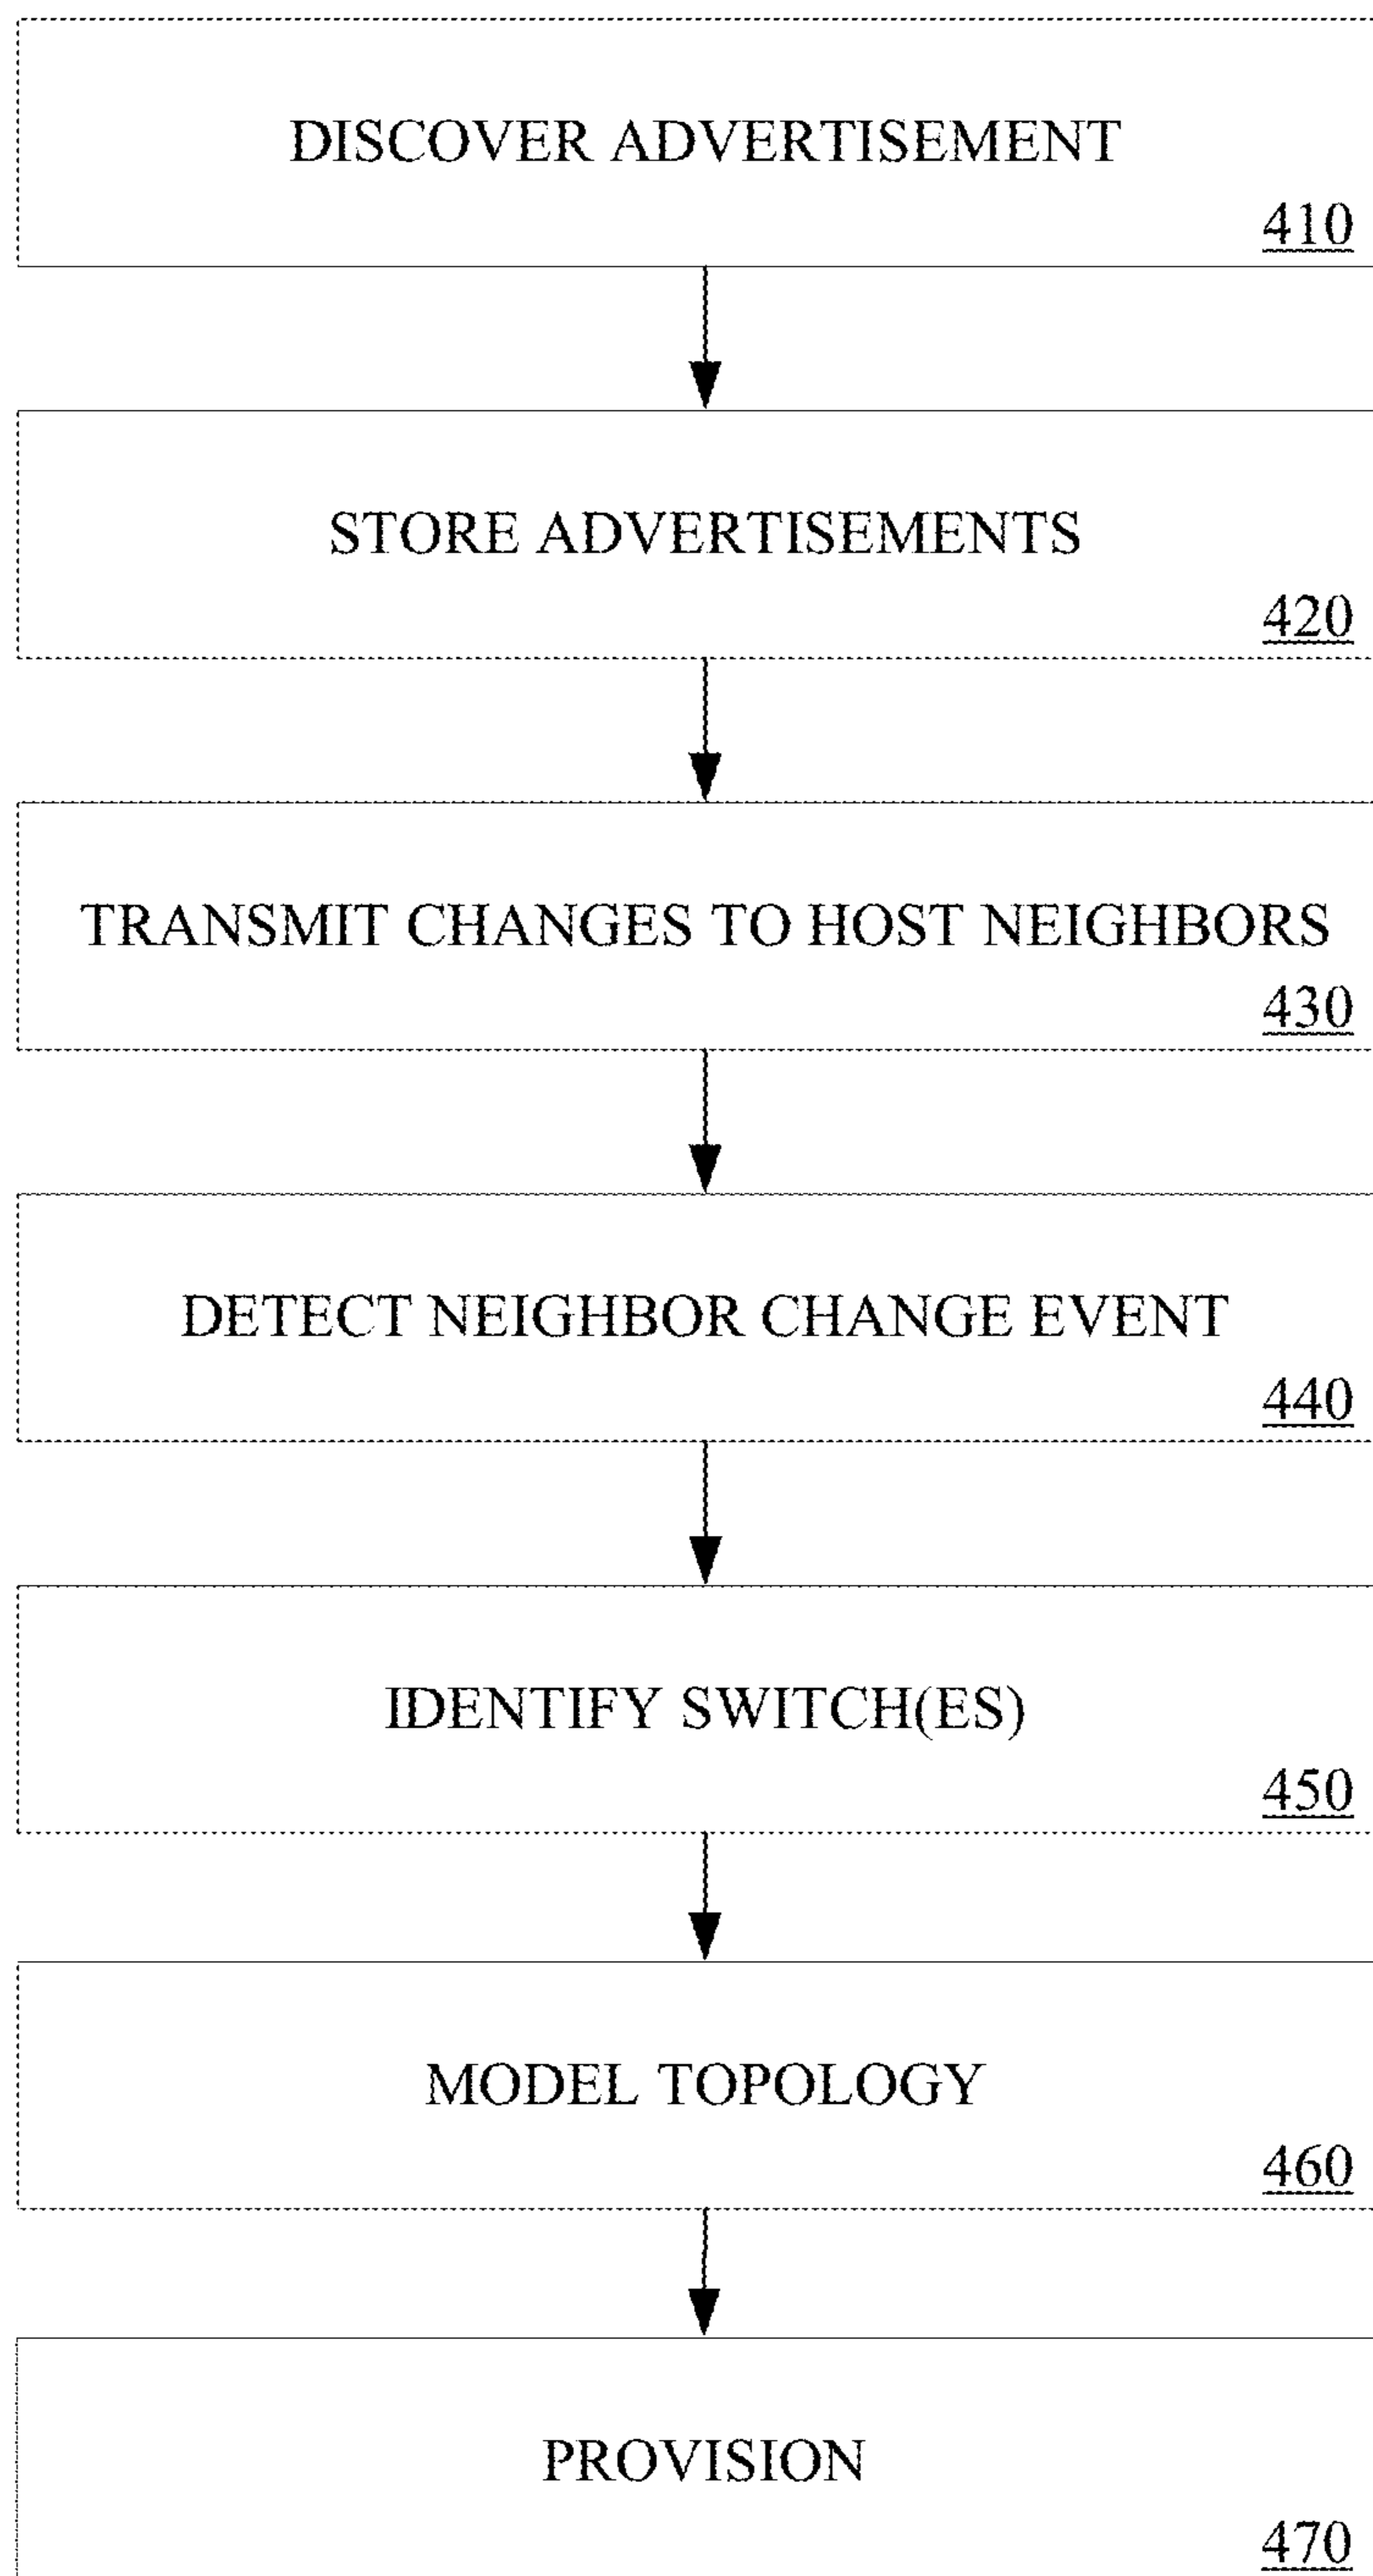 DISCOVER ADVERTISEMENT
410
STORE ADVERTISEMENTS
420
TRANSMIT CHANGES TO HOST NEIGHBORS
430
DETECT NEIGHBOR CHANGE EVENT
440
IDENTIFY SWITCH(ES)
450
MODEL TOPOLOGY
460
PROVISION
470